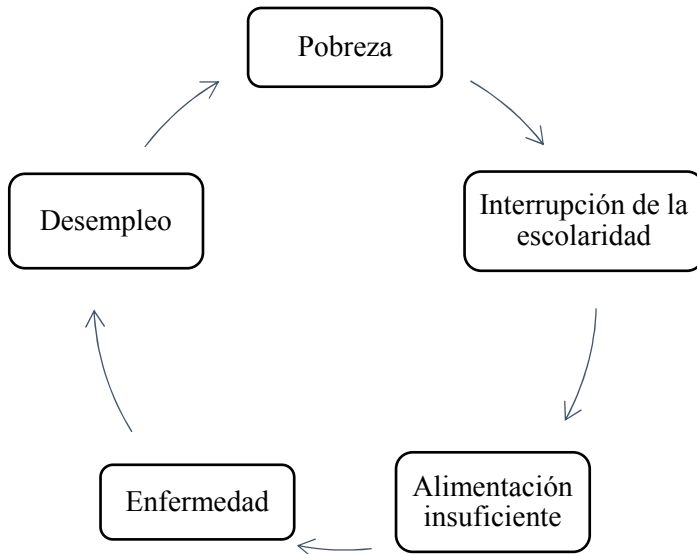 Pobreza
Interrupción de la
escolaridad
Alimentación
insuficiente
Enfermedad
Desempleo